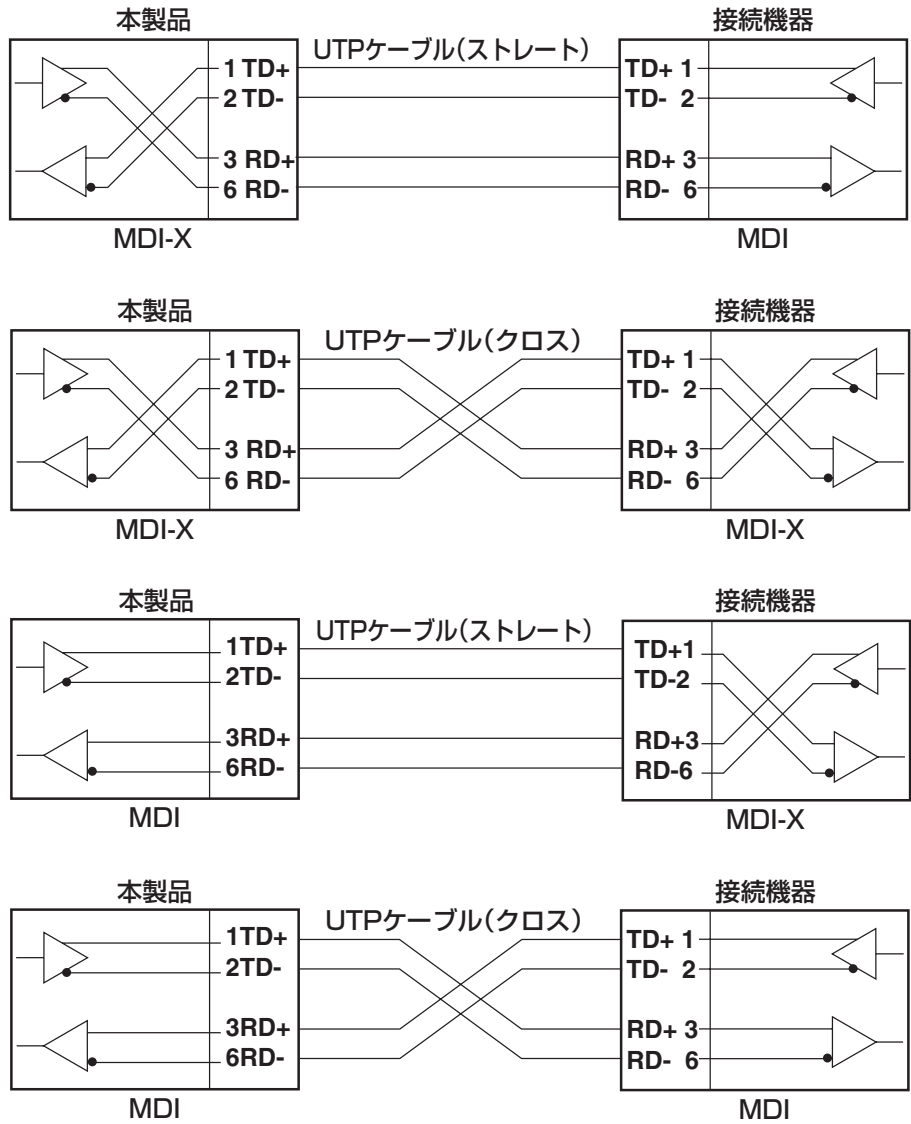 本製品
接続機器
UTPケーブル(ストレート)
1 TD+
2 TD-
3 RD+
6 RD-
TD+ 1
TD- 2
RD+ 3
RD- 6
MDI-X
MDI
本製品
接続機器
UTPケーブル(クロス)
1 TD+
2 TD-
3 RD+
6 RD-
TD+ 1
TD- 2
RD+ 3
RD- 6
MDI-X
MDI-X
本製品
接続機器
UTPケーブル(ストレート)
1TD+
2TD-
3RD+
6RD-
TD+1
TD-2
RD+3
RD-6
MDI
MDI-X
本製品
接続機器
UTPケーブル(クロス)
1TD+
2TD-
3RD+
6RD-
TD+ 1
TD- 2
RD+ 3
RD- 6
MDI
MDI